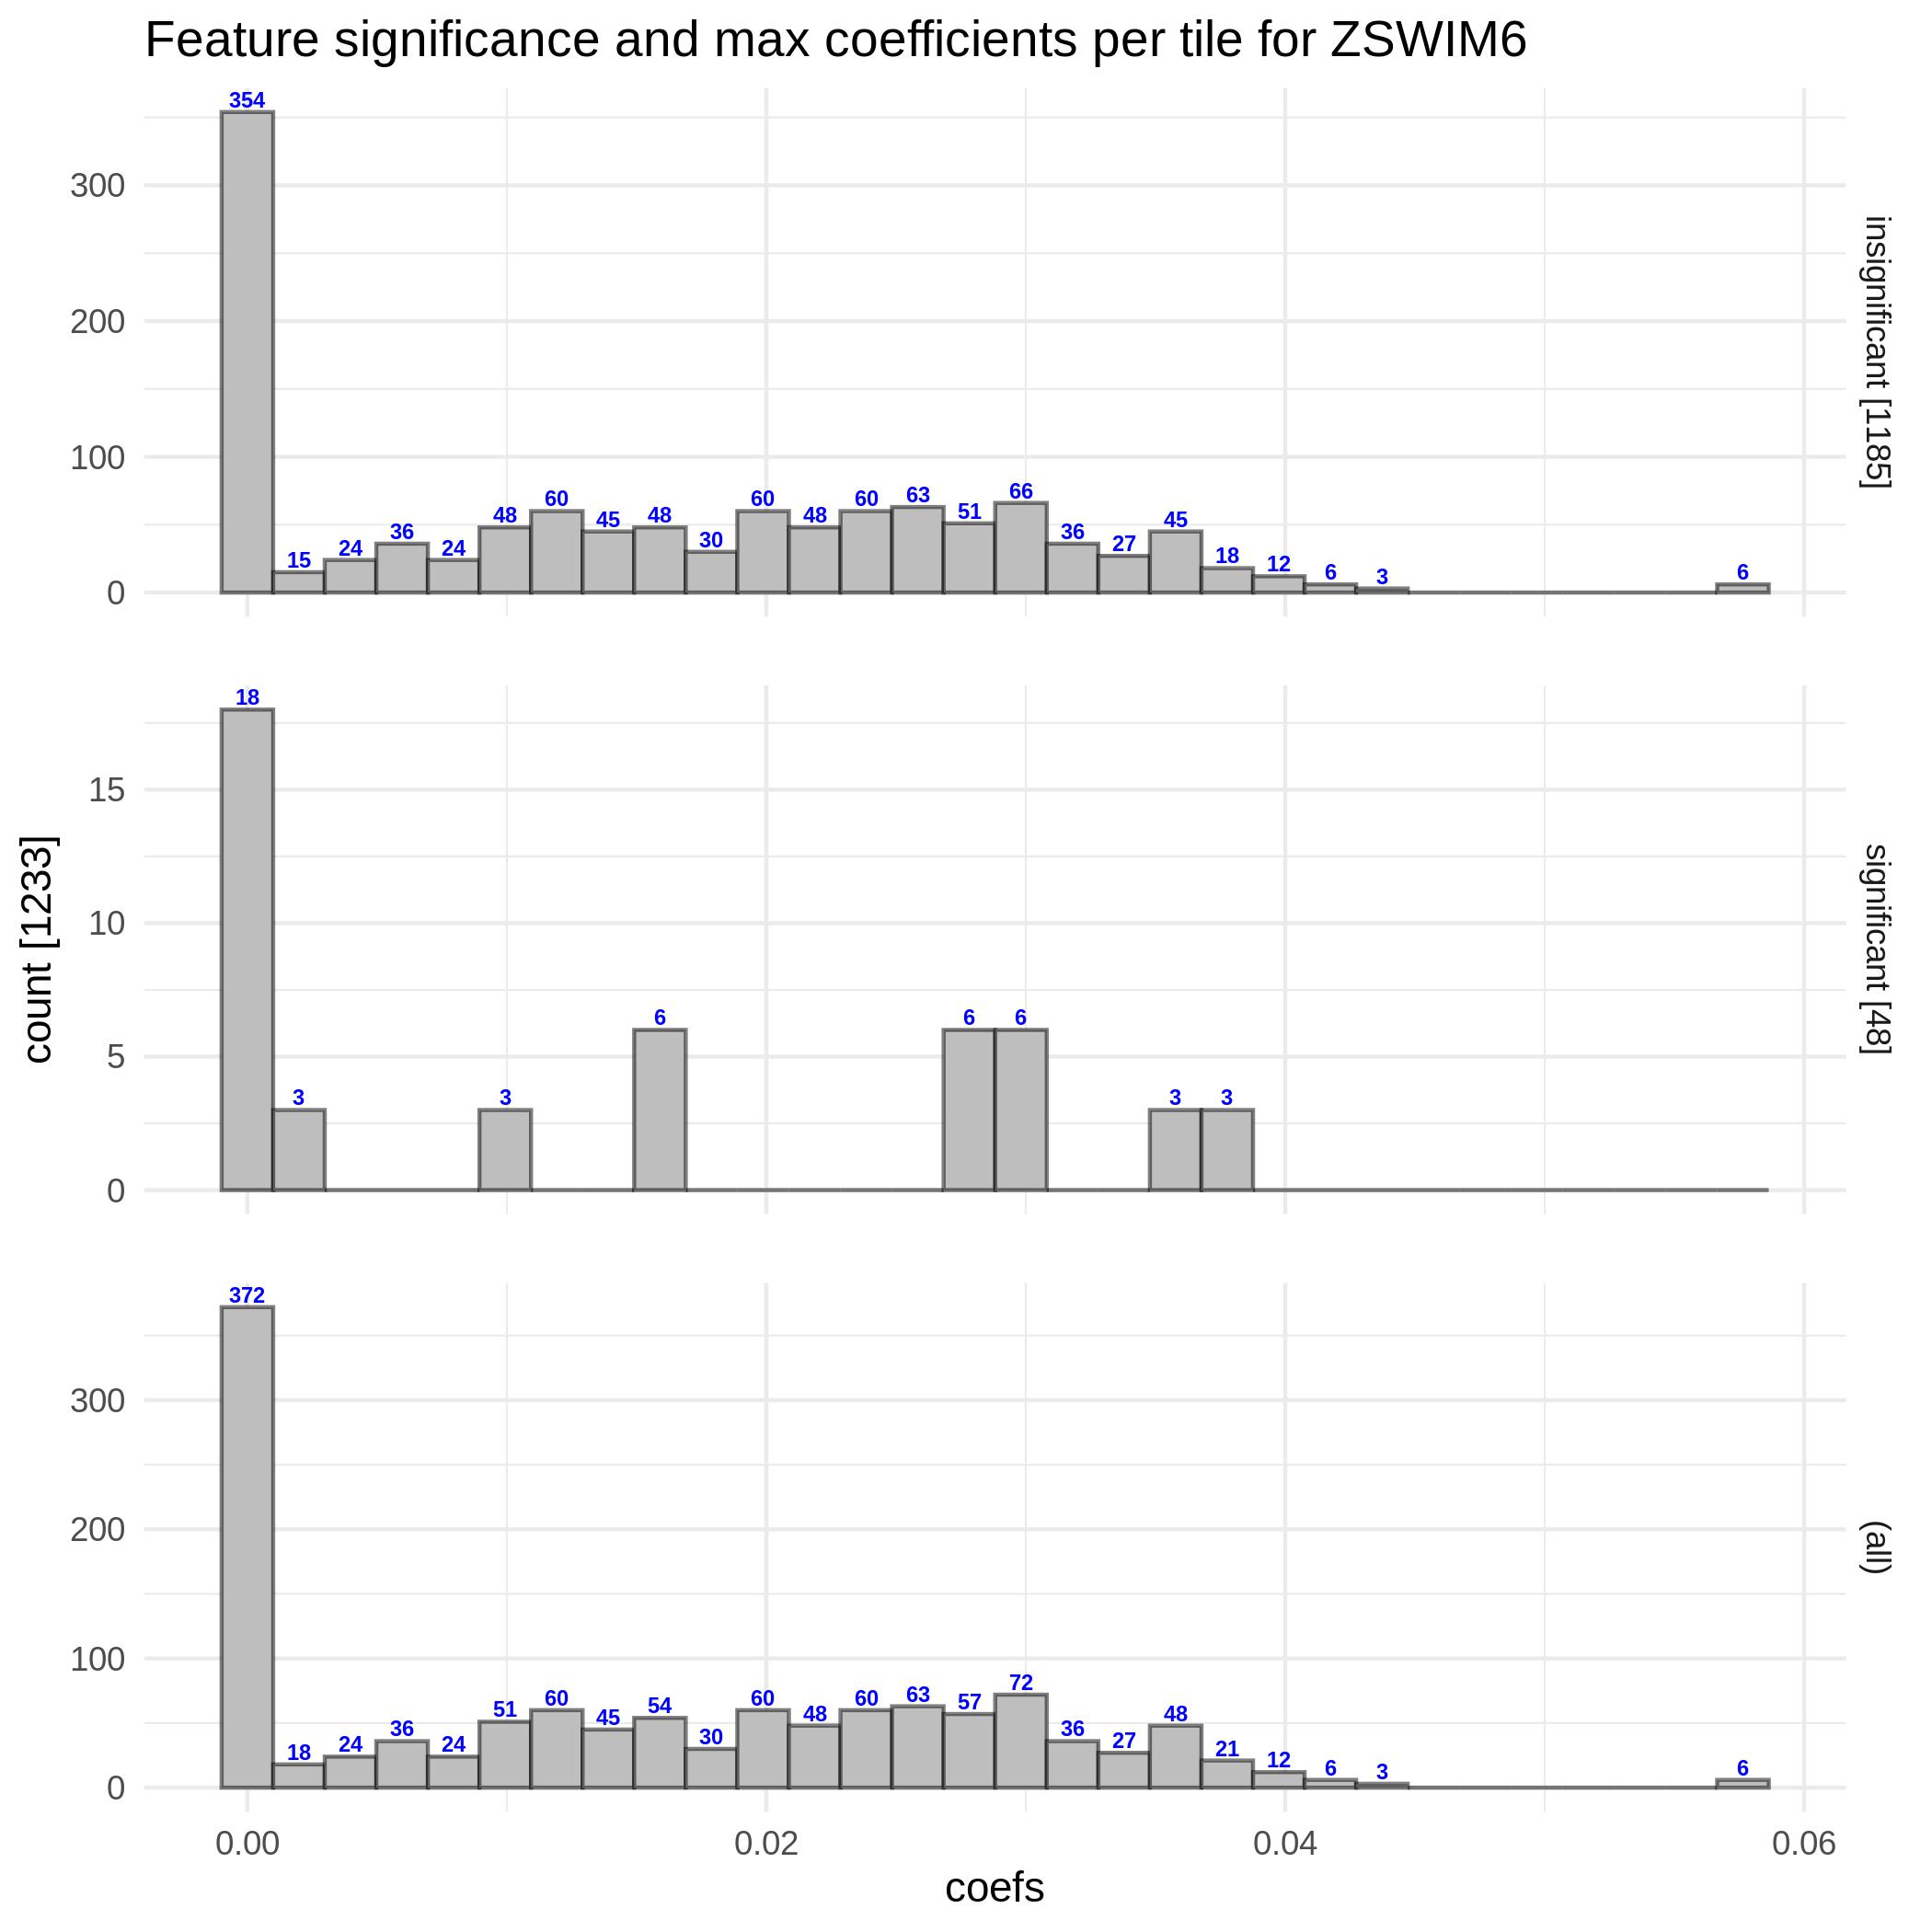 Feature significance and max coefficients per tile for ZSWIM6
354
300
200
100
0
15 24 36 24 48 60 45 48 30 60 48 60 63 51 66 36 27 45 18 12 6 3 6
insignificant [1185]
count [1233]
18
15
10
5
0
3 3 6 6 6 3 3
significant [48]
372
300
200
100
0
18 24 36 24 51 60 45 54 30 60 48 60 63 57 72 36 27 48 21 12 6 3 6
(all)
0.00 0.02 0.04 0.06
coefs